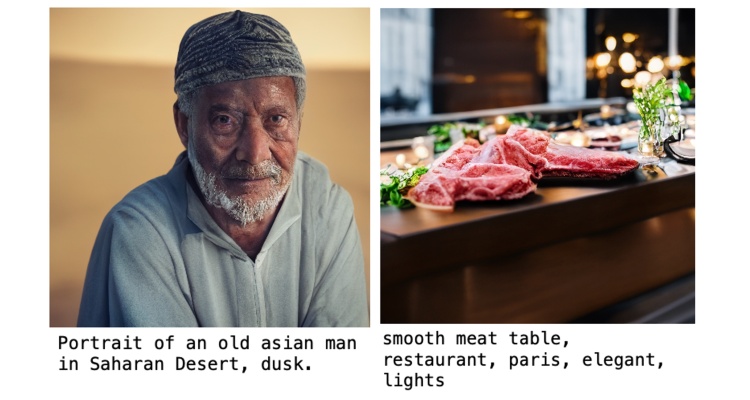 Portrait of an old asian man
in Saharan Desert, dusk.
smooth meat table,
restaurant, paris, elegant,
lights